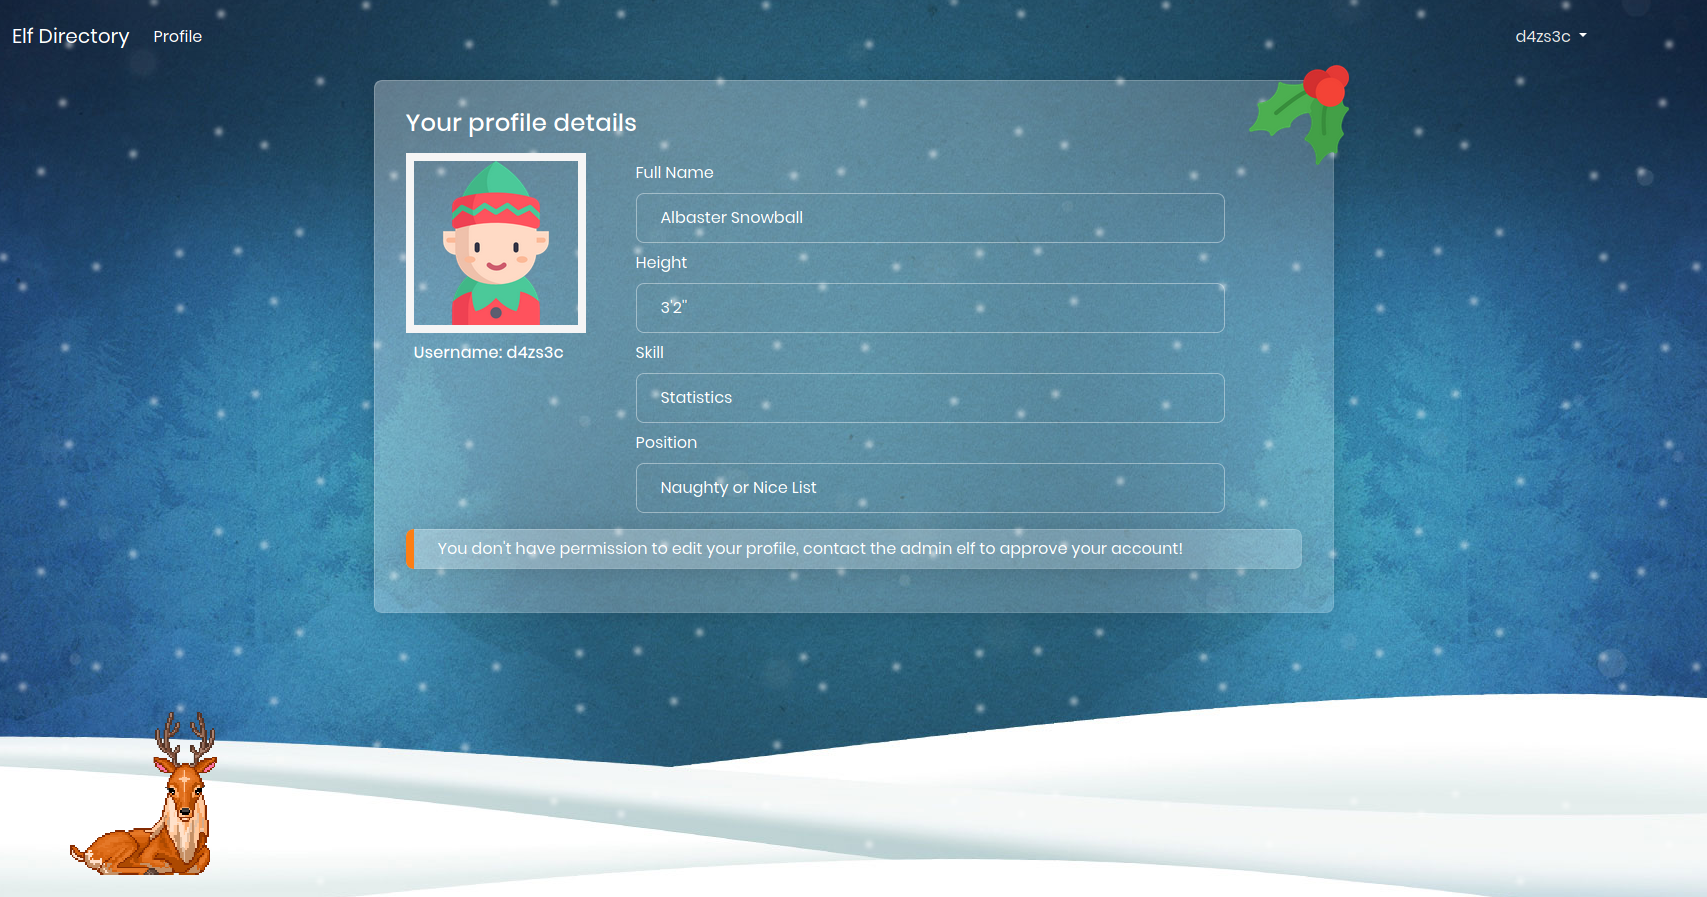 Elf Directory
Profile
d4zs3c
Your profile details
Full Name
Albaster Snowball
Height
3'2"
Username: d4zs3c
Skill
Statistics
Position
Naughty or Nice List
You don't have permission to edit your profile, contact the admin elf to approve your account!